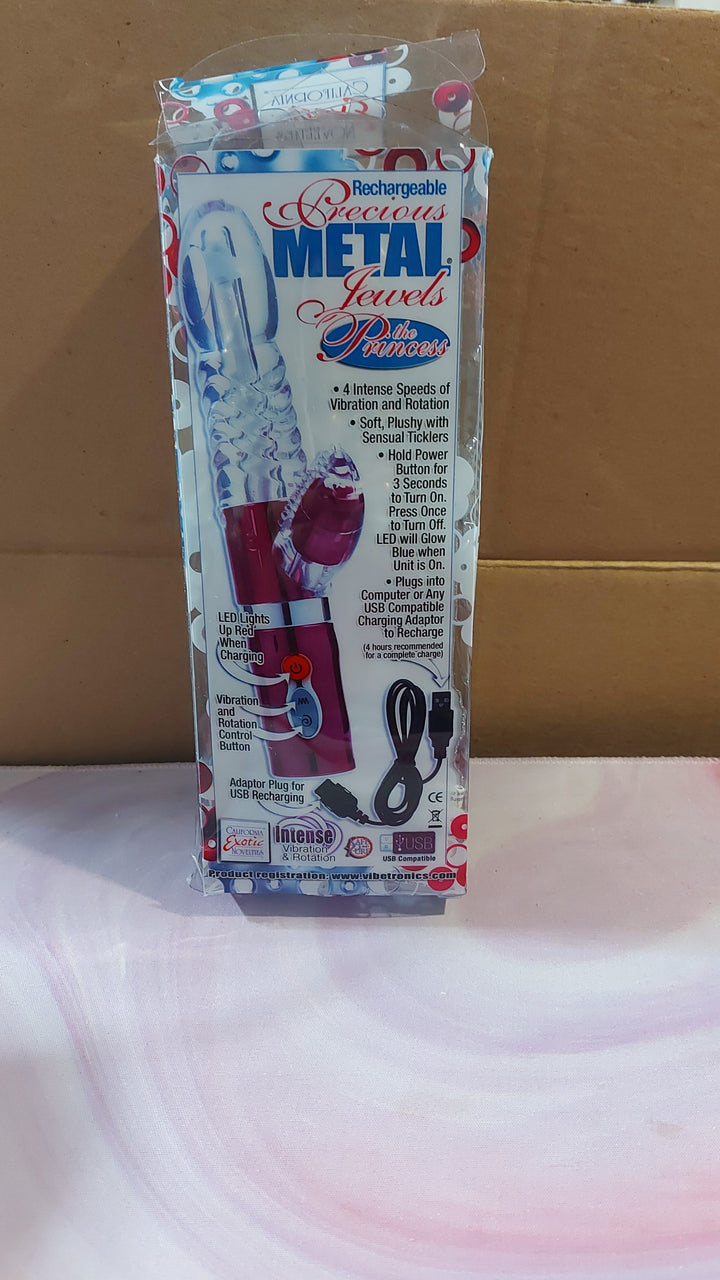 CALIFORNIA
NOVELTIES
Rechargeable
Precious
METAL®
Jewels
the
Princess
• 4 Intense Speeds of
Vibration and Rotation
• Soft, Plushy with
Sensual Ticklers
• Hold Power
Button for
3 Seconds
to Turn On.
Press Once
to Turn Off.
LED will Glow
Blue when
Unit is On.
• Plugs into
Computer or Any
USB Compatible
Charging Adaptor
to Recharge
(4 hours recommended
for a complete charge)
LED Lights
Up Red
When
Charging
Vibration
and
Rotation
Control
Button
Adaptor Plug for
USB Recharging
CE
CALIFORNIA
Exotic
NOVELTIES
Intense
Vibration
& Rotation
USB
USB Compatible
Product registration: www.vibetronics.com